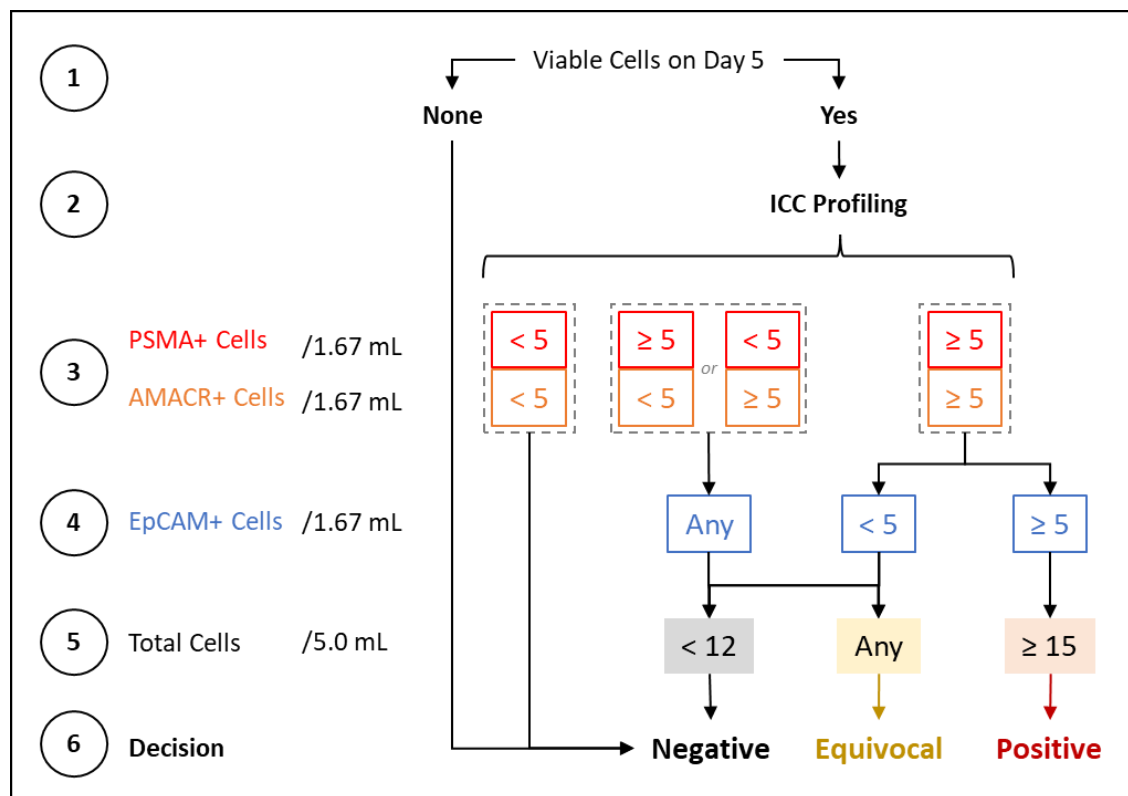 1
Viable Cells on Day 5
None
Yes
2
ICC Profiling
3
PSMA+ Cells /1.67 mL
< 5
≥ 5
or
< 5
≥ 5
AMACR+ Cells /1.67 mL
< 5
< 5
≥ 5
≥ 5
4
EpCAM+ Cells /1.67 mL
Any
< 5
≥ 5
5
Total Cells /5.0 mL
< 12
Any
≥ 15
6
Decision
Negative
Equivocal
Positive